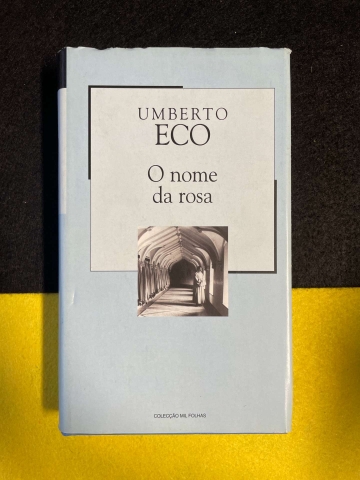 UMBERTO
ECO
O nome
da rosa
COLECÇÃO MIL FOLHAS